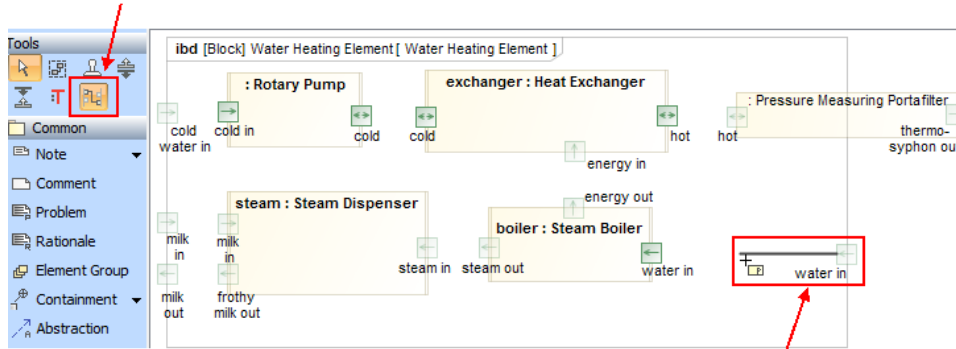 Tools
T
Common
Note
Comment
Problem
Rationale
Element Group
Containment
Abstraction
ibd [Block] Water Heating Element [ Water Heating Element ]
: Rotary Pump
exchanger : Heat Exchanger
: Pressure Measuring Portafilter
cold
water in
cold in
cold
cold
hot
hot
thermo-
syphon ou
energy in
energy out
steam : Steam Dispenser
boiler : Steam Boiler
milk
in
milk
in
steam in
steam out
water in
P
water in
milk
out
frothy
milk out